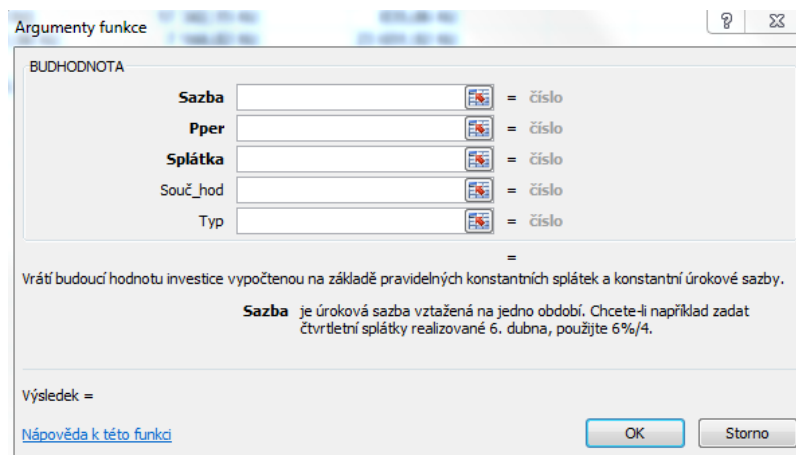 Argumenty funkce
BUDHODNOTA
Sazba = číslo
Pper = číslo
Splátka = číslo
Souč_hod = číslo
Typ = číslo
=
Vrátí budoucí hodnotu investice vypočtenou na základě pravidelných konstantních splátek a konstantní úrokové sazby.
Sazba je úroková sazba vztažená na jedno období. Chcete-li například zadat
čtvrtletní splátky realizované 6. dubna, použijte 6%/4.
Výsledek =
Nápověda k této funkci
OK Storno